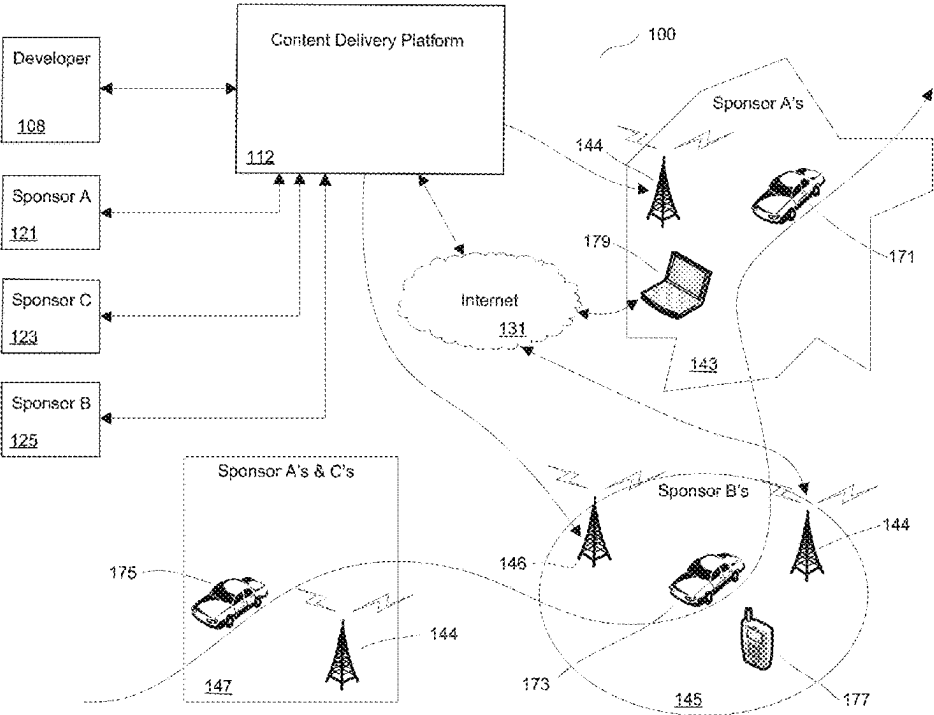 Content Delivery Platform
112
100
Developer
108
Sponsor A
121
Sponsor C
123
Sponsor B
125
Internet
131
Sponsor A's
144
179
171
143
Sponsor A's & C's
175
144
147
Sponsor B's
146
144
173
177
145